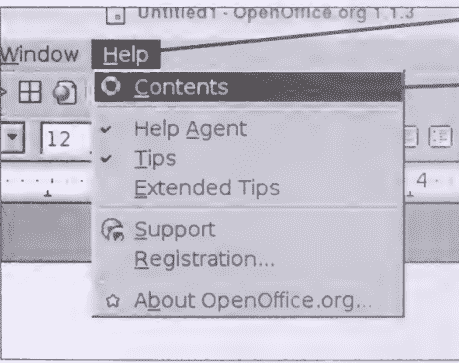 Untitled1 - OpenOffice.org 1.1.3
Window Help
Contents
12
Help Agent
Tips
Extended Tips
4
Support
Registration...
About OpenOffice.org...